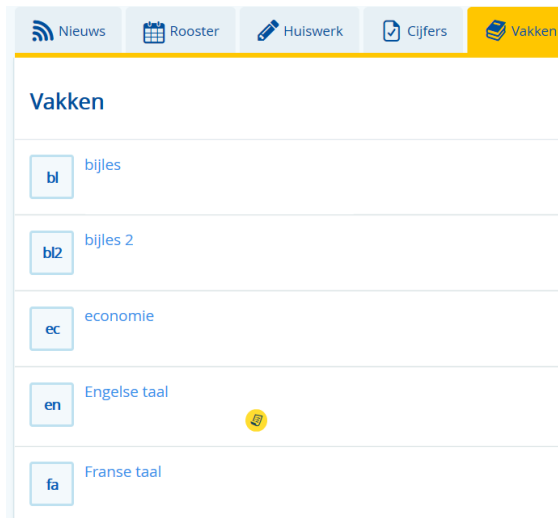 Nieuws Rooster Huiswerk Cijfers Vakken
Vakken
bl bijles
bl2 bijles 2
ec economie
en Engelse taal
fa Franse taal